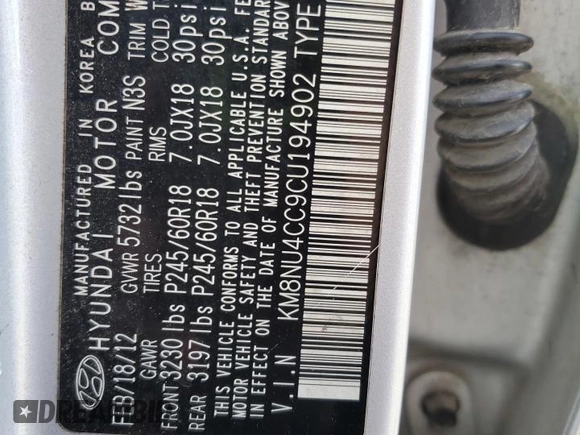 MANUFACTURED IN KOREA B
HYUNDAI MOTOR COM
FEB/18/12 GVWR 5732 lbs PAINT N3S TRIM W
GAWR TIRES RIMS COLD T
FRONT 3230 lbs P245/60R18 7.0JX18 30psi
REAR 3197 lbs P245/60R18 7.0JX18 30psi
THIS VEHICLE CONFORMS TO ALL APPLICABLE U.S.A. FE
MOTOR VEHICLE SAFETY AND THEFT PREVENTION STANDAR
ON THE DATE OF MANUFACTURE SHOWN ABOV
V.I.N KM8NU4CC9CU194902 TYPE